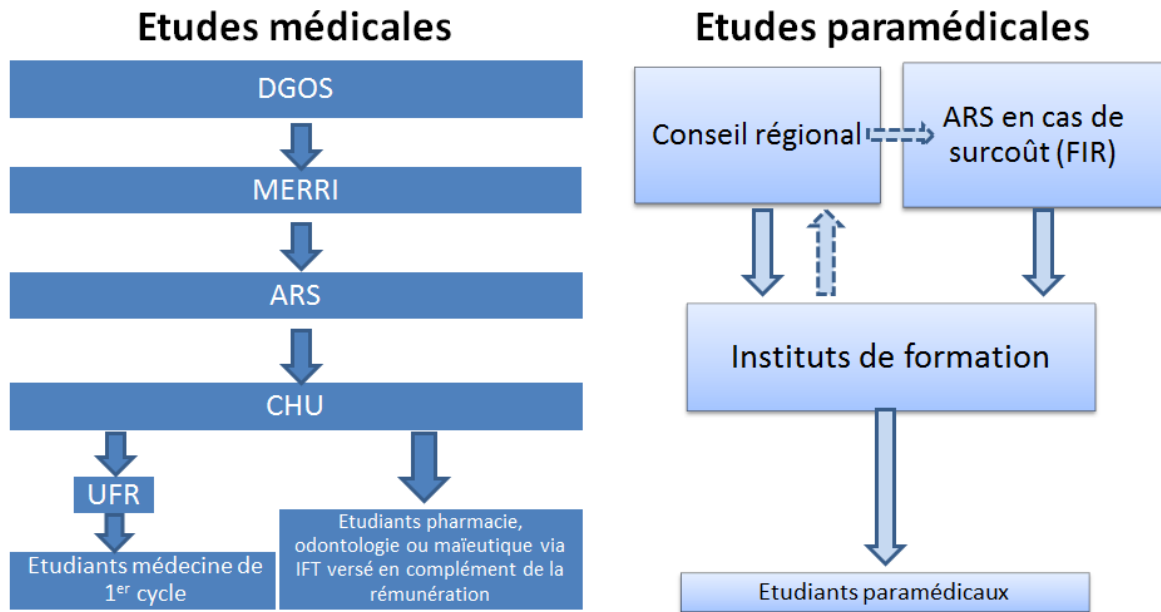 Etudes médicales
DGOS
MERRI
ARS
CHU
UFR
Etudiants médecine de
1er cycle
Etudiants pharmacie,
odontologie ou maïeutique via
IFT versé en complément de la
rémunération
Etudes paramédicales
Conseil régional
ARS en cas de
surcoût (FIR)
Instituts de formation
Etudiants paramédicaux